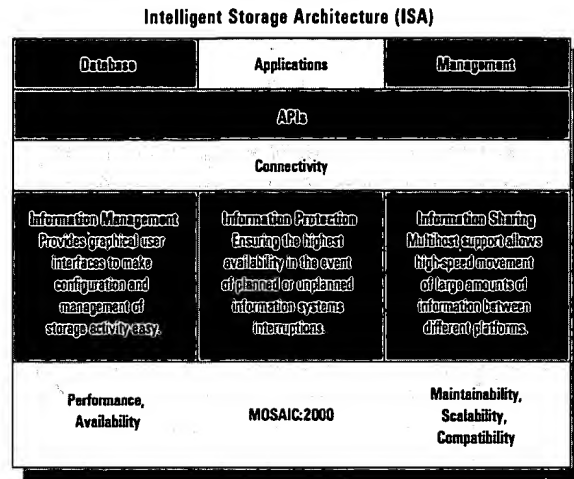 Intelligent Storage Architecture (ISA)
Database
Applications
Management
APIs
Connectivity
Information Management
Provides graphical user
interfaces to make
configuration and
management of
storage activity easy.
Information Protection
Ensuring the highest
availability in the event
of planned or unplanned
information systems
interruptions.
Information Sharing
Multihost support allows
high-speed movement
of large amounts of
information between
different platforms.
Performance,
Availability
MOSAIC:2000
Maintainability,
Scalability,
Compatibility